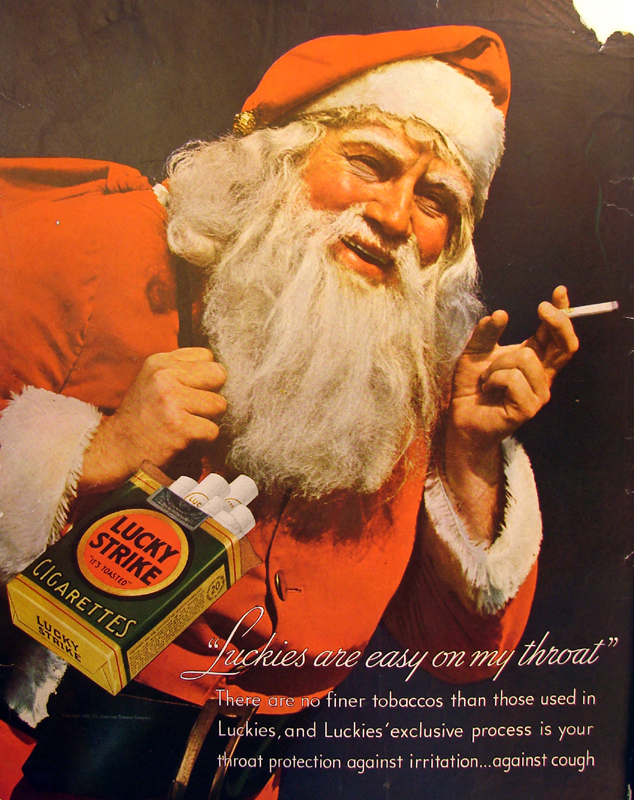 LUC
LUCKY
STRIKE
"IT'S TOASTED"
CIGARETTES
LUCKY
STRIKE
20
"Luckies are easy on my throat"
There are no finer tobaccos than those used in
Luckies, and Luckies' exclusive process is your
throat protection against irritation...against cough